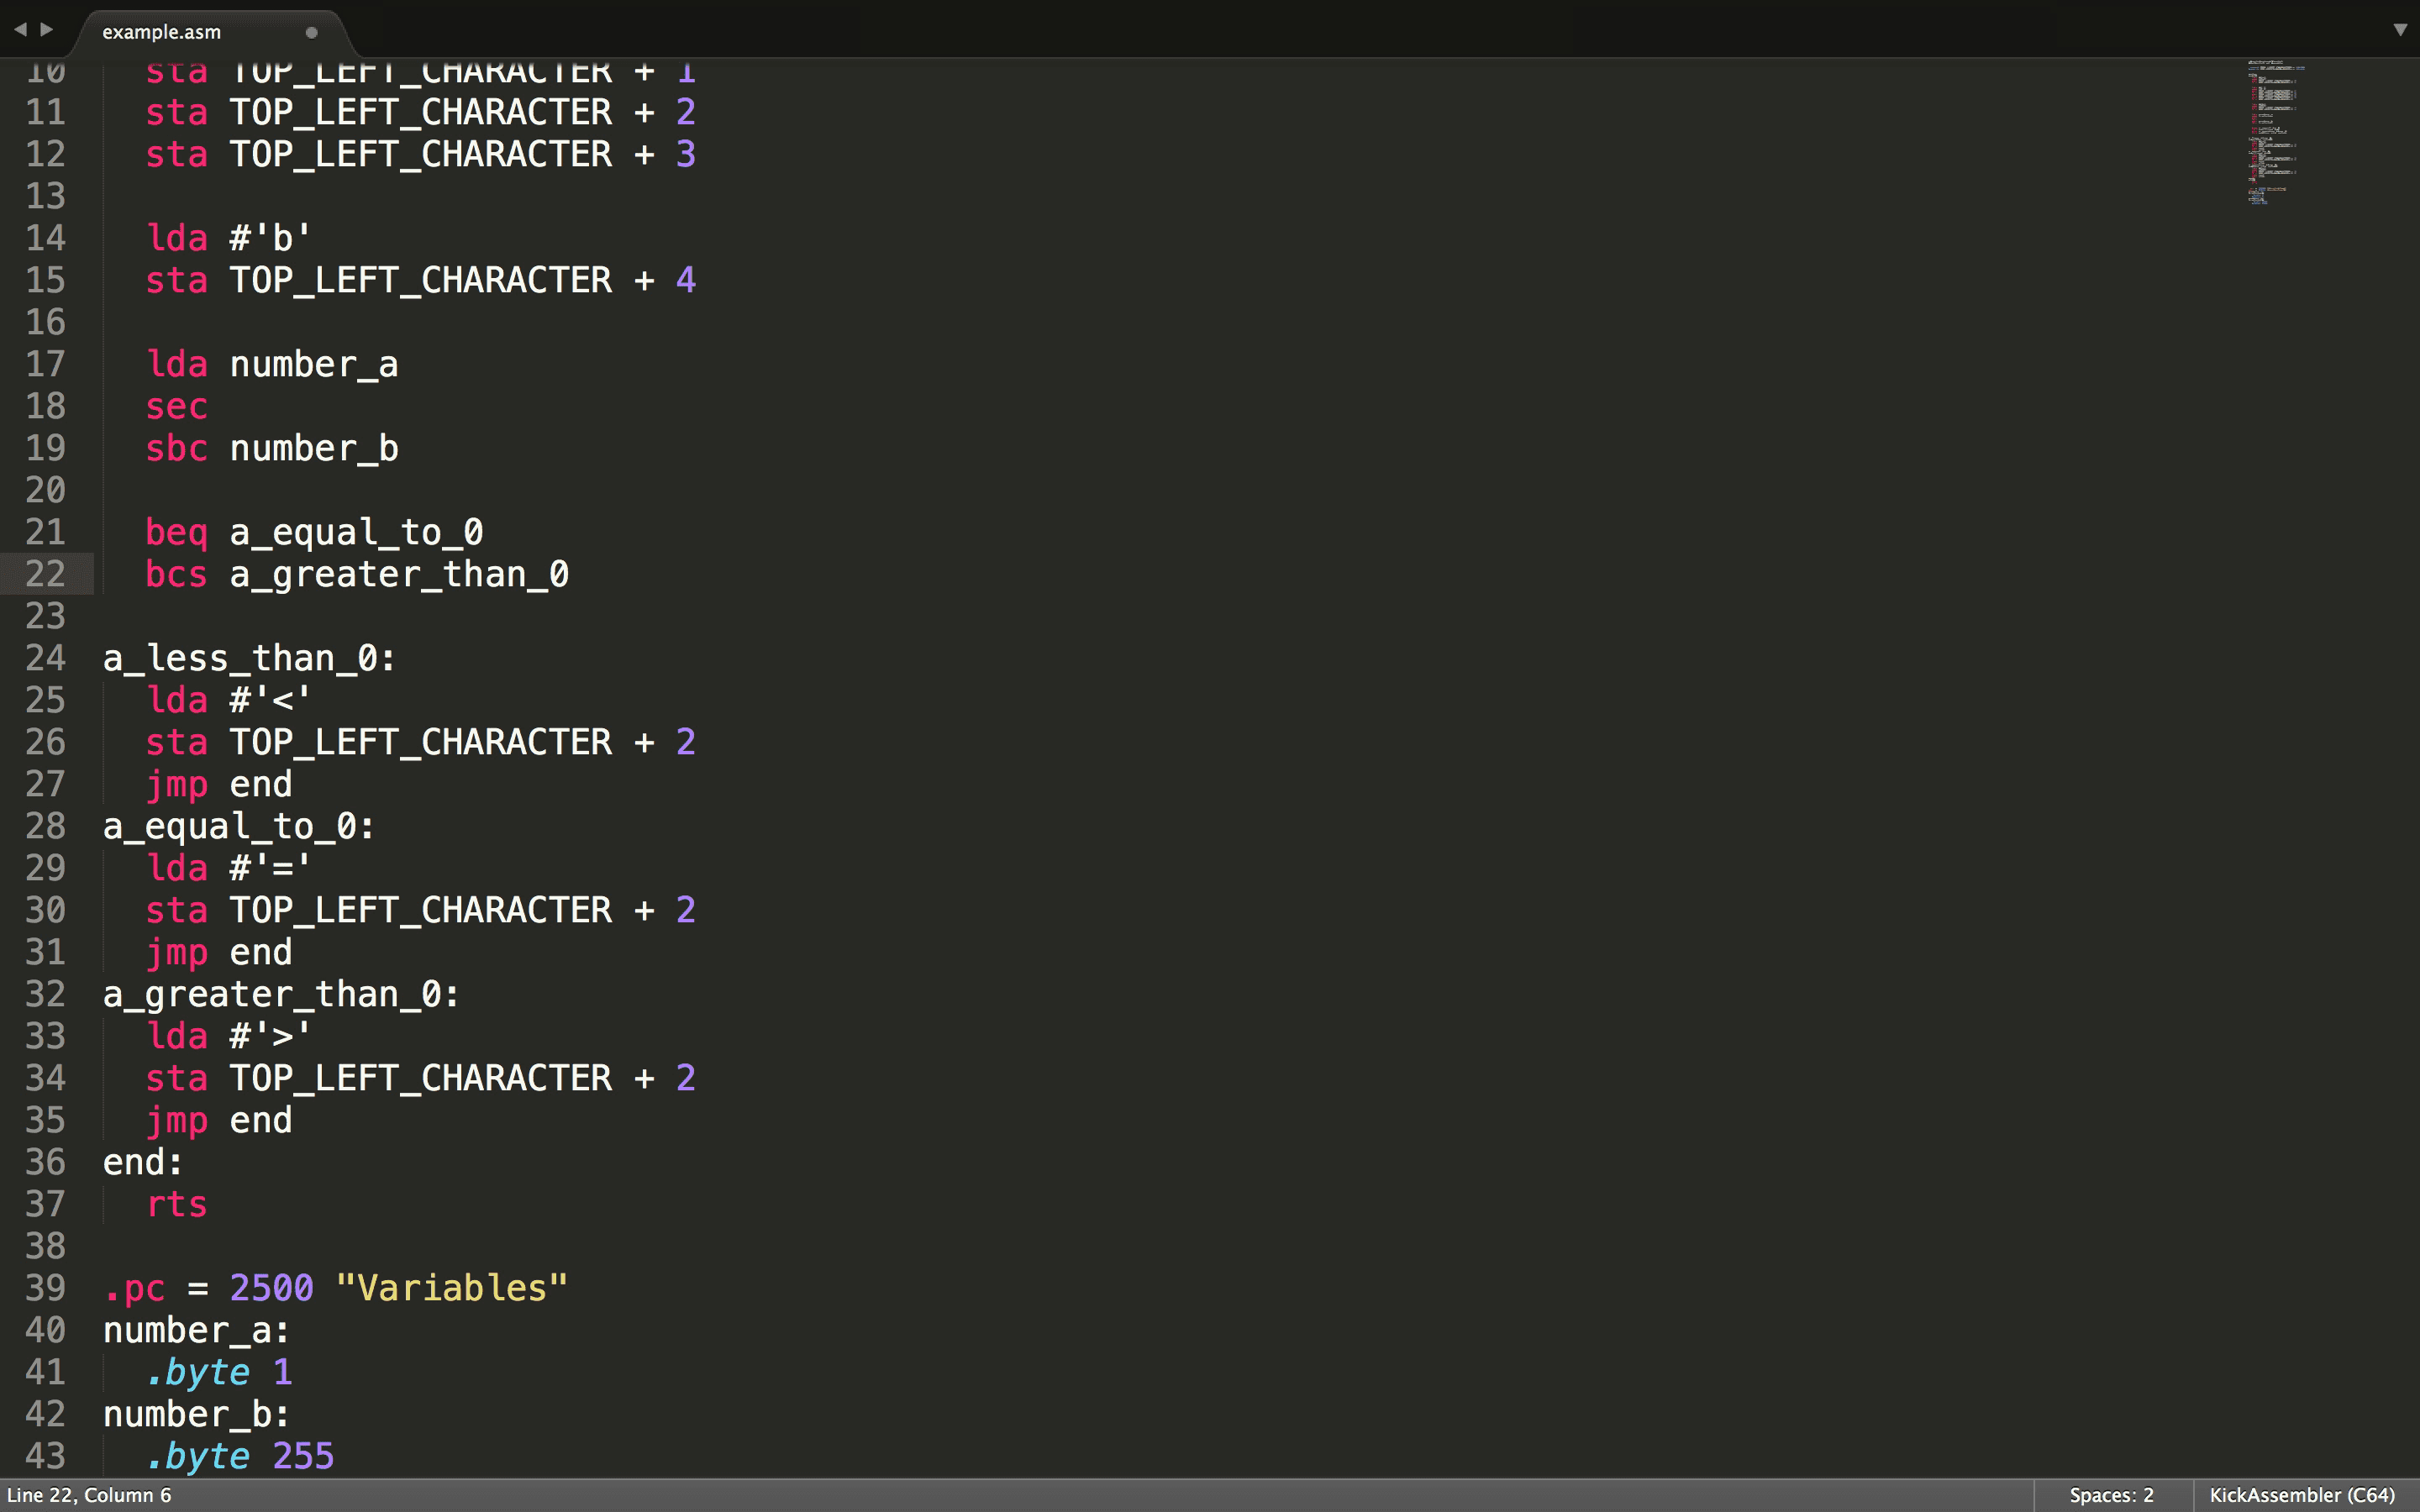 example.asm
10 sta TOP_LEFT_CHARACTER + 1
11 sta TOP_LEFT_CHARACTER + 2
12 sta TOP_LEFT_CHARACTER + 3
13
14 lda #'b'
15 sta TOP_LEFT_CHARACTER + 4
16
17 lda number_a
18 sec
19 sbc number_b
20
21 beq a_equal_to_0
22 bcs a_greater_than_0
23
24 a_less_than_0:
25 lda #'<'
26 sta TOP_LEFT_CHARACTER + 2
27 jmp end
28 a_equal_to_0:
29 lda #'='
30 sta TOP_LEFT_CHARACTER + 2
31 jmp end
32 a_greater_than_0:
33 lda #'>'
34 sta TOP_LEFT_CHARACTER + 2
35 jmp end
36 end:
37 rts
38
39 .pc = 2500 "Variables"
40 number_a:
41 .byte 1
42 number_b:
43 .byte 255
Line 22, Column 6
Spaces: 2
KickAssembler (C64)